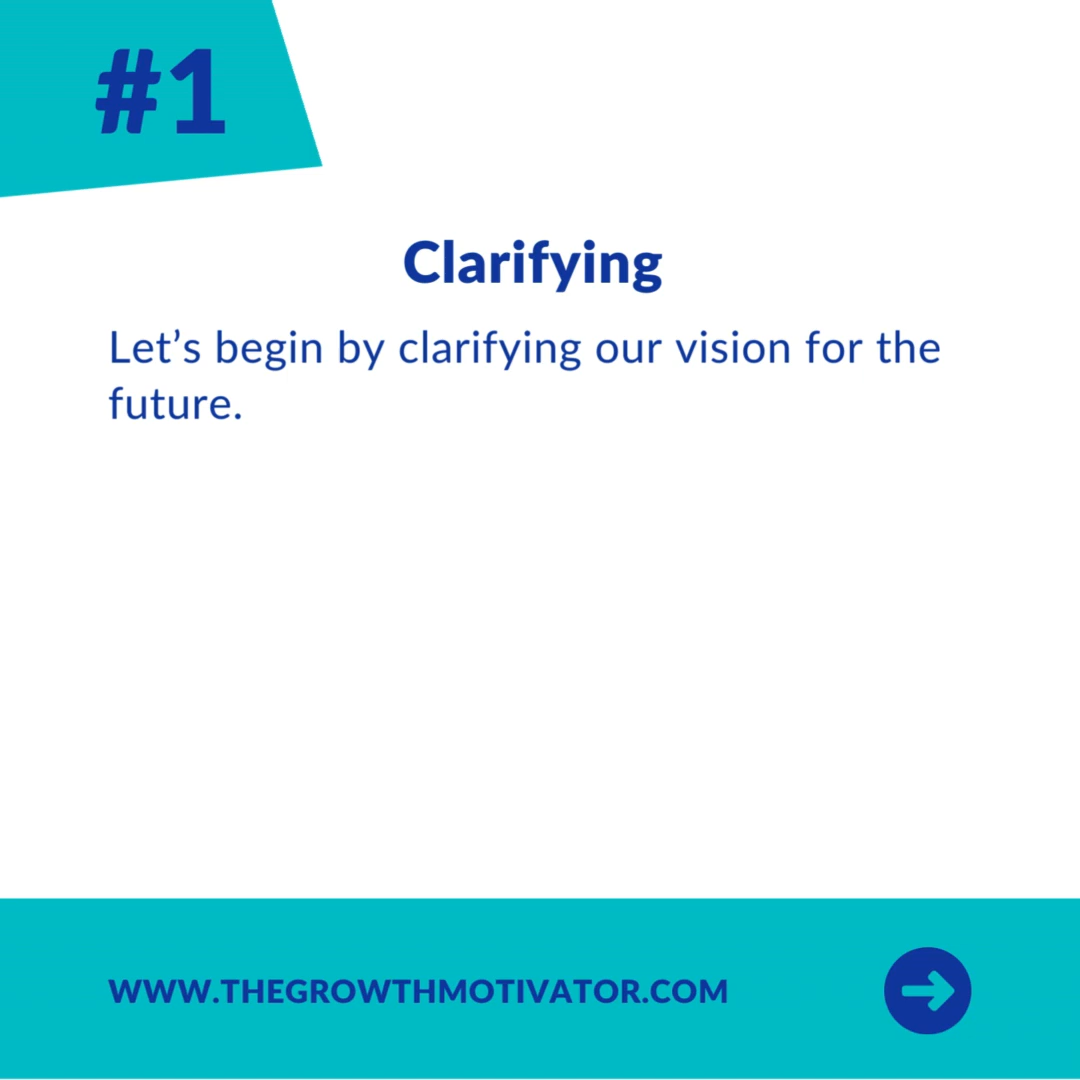 #1
Clarifying
Let’s begin by clarifying our vision for the
future.
WWW.THEGROWTHMOTIVATOR.COM